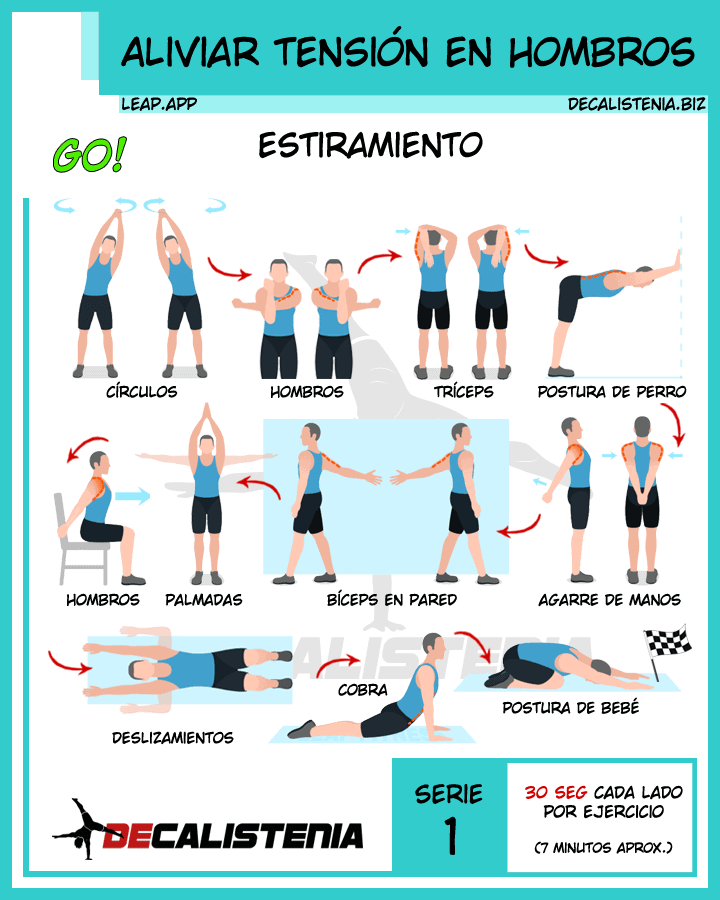 ALIVIAR TENSIÓN EN HOMBROS
LEAP.APP
DECALISTENIA.BIZ
GO!
ESTIRAMIENTO
CÍRCULOS
HOMBROS
TRÍCEPS
POSTURA DE PERRO
HOMBROS
PALMADAS
BÍCEPS EN PARED
AGARRE DE MANOS
DESLIZAMIENTOS
COBRA
POSTURA DE BEBÉ
DECALISTENIA
SERIE
1
30 SEG CADA LADO
POR EJERCICIO
(7 MINUTOS APROX.)